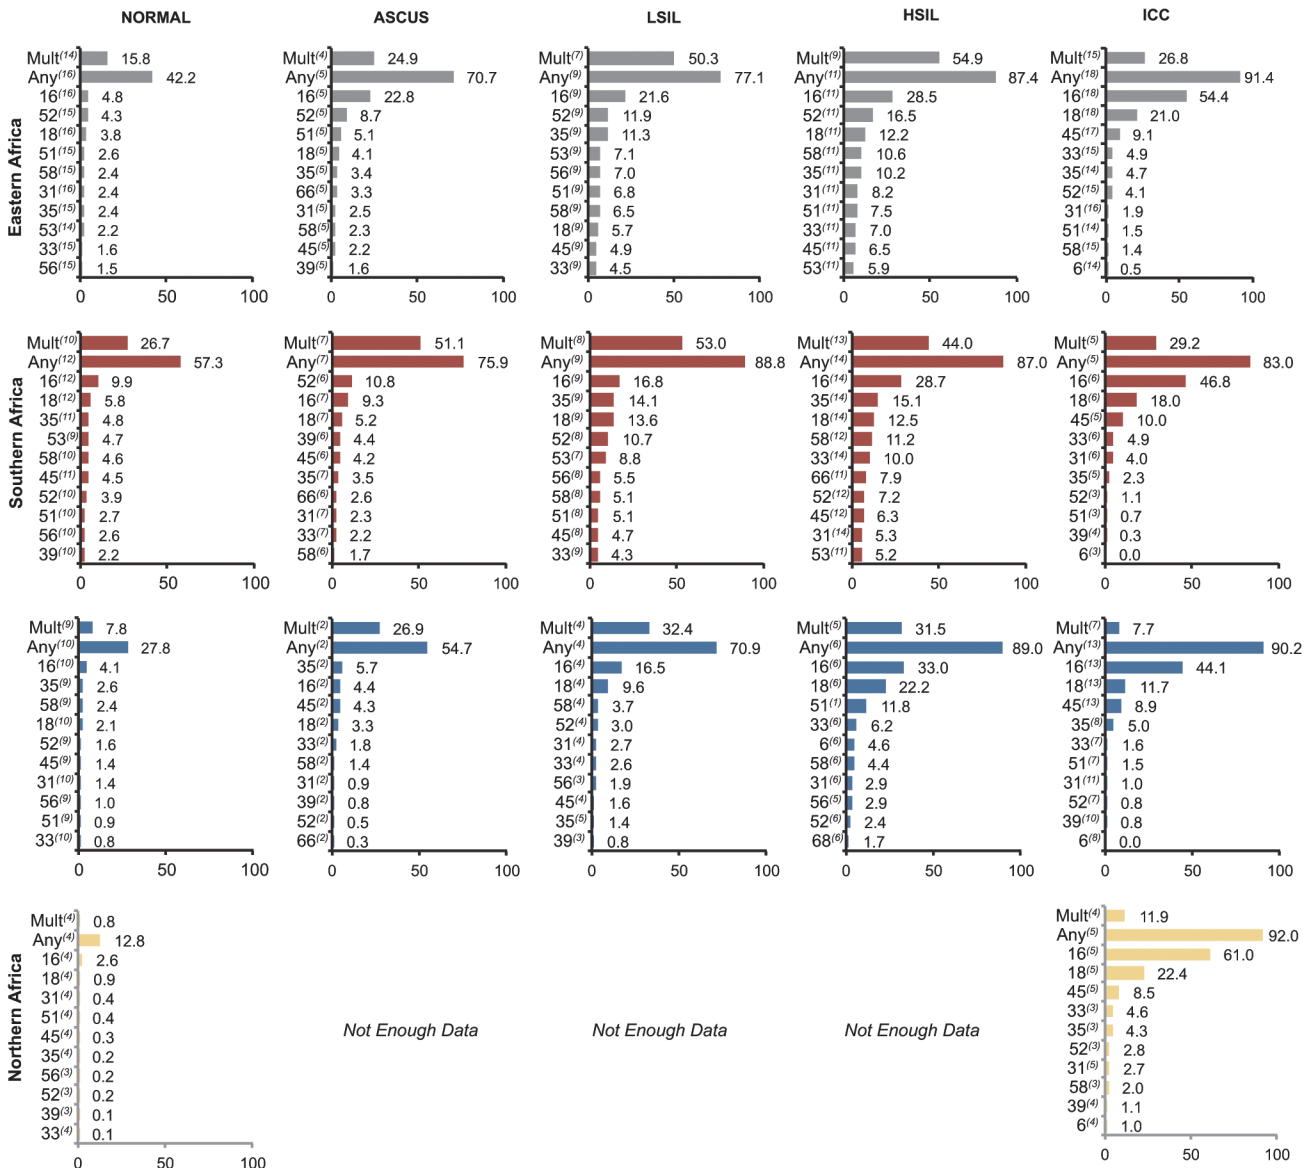 NORMAL
ASCUS
LSIL
HSIL
ICC
Eastern Africa
Mult(14) 15.8
Any(16) 42.2
16(16) 4.8
52(15) 4.3
18(16) 3.8
51(15) 2.6
58(15) 2.4
31(16) 2.4
35(15) 2.4
53(14) 2.2
33(15) 1.6
56(15) 1.5
0 50 100
Mult(4) 24.9
Any(5) 70.7
16(5) 22.8
52(5) 8.7
51(5) 5.1
18(5) 4.1
35(5) 3.4
66(5) 3.3
31(5) 2.5
58(5) 2.3
45(5) 2.2
39(5) 1.6
0 50 100
Mult(7) 50.3
Any(9) 77.1
16(9) 21.6
52(9) 11.9
35(9) 11.3
53(9) 7.1
56(9) 7.0
51(9) 6.8
58(9) 6.5
18(9) 5.7
45(9) 4.9
33(9) 4.5
0 50 100
Mult(9) 54.9
Any(11) 87.4
16(11) 28.5
52(11) 16.5
18(11) 12.2
58(11) 10.6
35(11) 10.2
31(11) 8.2
51(11) 7.5
33(11) 7.0
45(11) 6.5
53(11) 5.9
0 50 100
Mult(15) 26.8
Any(18) 91.4
16(18) 54.4
18(18) 21.0
45(17) 9.1
33(15) 4.9
35(14) 4.7
52(15) 4.1
31(16) 1.9
51(14) 1.5
58(15) 1.4
6(14) 0.5
0 50 100
Southern Africa
Mult(10) 26.7
Any(12) 57.3
16(12) 9.9
18(12) 5.8
35(11) 4.8
53(9) 4.7
58(10) 4.6
45(11) 4.5
52(10) 3.9
51(10) 2.7
56(10) 2.6
39(10) 2.2
0 50 100
Mult(7) 51.1
Any(7) 75.9
52(6) 10.8
16(7) 9.3
18(7) 5.2
39(6) 4.4
45(6) 4.2
35(7) 3.5
66(6) 2.6
31(7) 2.3
33(7) 2.2
58(6) 1.7
0 50 100
Mult(8) 53.0
Any(9) 88.8
16(9) 16.8
35(9) 14.1
18(9) 13.6
52(8) 10.7
53(7) 8.8
56(8) 5.5
58(8) 5.1
51(8) 5.1
45(8) 4.7
33(9) 4.3
0 50 100
Mult(13) 44.0
Any(14) 87.0
16(14) 28.7
35(14) 15.1
18(14) 12.5
58(12) 11.2
33(14) 10.0
66(11) 7.9
52(12) 7.2
45(12) 6.3
31(14) 5.3
53(11) 5.2
0 50 100
Mult(5) 29.2
Any(5) 83.0
16(6) 46.8
18(6) 18.0
45(5) 10.0
33(6) 4.9
31(6) 4.0
35(5) 2.3
52(3) 1.1
51(3) 0.7
39(4) 0.3
6(3) 0.0
0 50 100
Mult(9) 7.8
Any(10) 27.8
16(10) 4.1
35(9) 2.6
58(9) 2.4
18(10) 2.1
52(9) 1.6
45(9) 1.4
31(10) 1.4
56(9) 1.0
51(9) 0.9
33(10) 0.8
0 50 100
Mult(2) 26.9
Any(2) 54.7
35(2) 5.7
16(2) 4.4
45(2) 4.3
18(2) 3.3
33(2) 1.8
58(2) 1.4
31(2) 0.9
39(2) 0.8
52(2) 0.5
66(2) 0.3
0 50 100
Mult(4) 32.4
Any(4) 70.9
16(4) 16.5
18(4) 9.6
58(4) 3.7
52(4) 3.0
31(4) 2.7
33(4) 2.6
56(3) 1.9
45(4) 1.6
35(5) 1.4
39(3) 0.8
0 50 100
Mult(5) 31.5
Any(6) 89.0
16(6) 33.0
18(6) 22.2
51(1) 11.8
33(6) 6.2
6(6) 4.6
58(6) 4.4
31(6) 2.9
56(5) 2.9
52(6) 2.4
68(6) 1.7
0 50 100
Mult(7) 7.7
Any(13) 90.2
16(13) 44.1
18(13) 11.7
45(13) 8.9
35(8) 5.0
33(7) 1.6
51(7) 1.5
31(11) 1.0
52(7) 0.8
39(10) 0.8
6(8) 0.0
0 50 100
Northern Africa
Mult(4) 0.8
Any(4) 12.8
16(4) 2.6
18(4) 0.9
31(4) 0.4
51(4) 0.4
45(4) 0.3
35(4) 0.2
56(3) 0.2
52(3) 0.2
39(3) 0.1
33(4) 0.1
0 50 100
Not Enough Data
Not Enough Data
Not Enough Data
Mult(4) 11.9
Any(5) 92.0
16(5) 61.0
18(5) 22.4
45(5) 8.5
33(3) 4.6
35(3) 4.3
52(3) 2.8
31(5) 2.7
58(3) 2.0
39(4) 1.1
6(4) 1.0
0 50 100